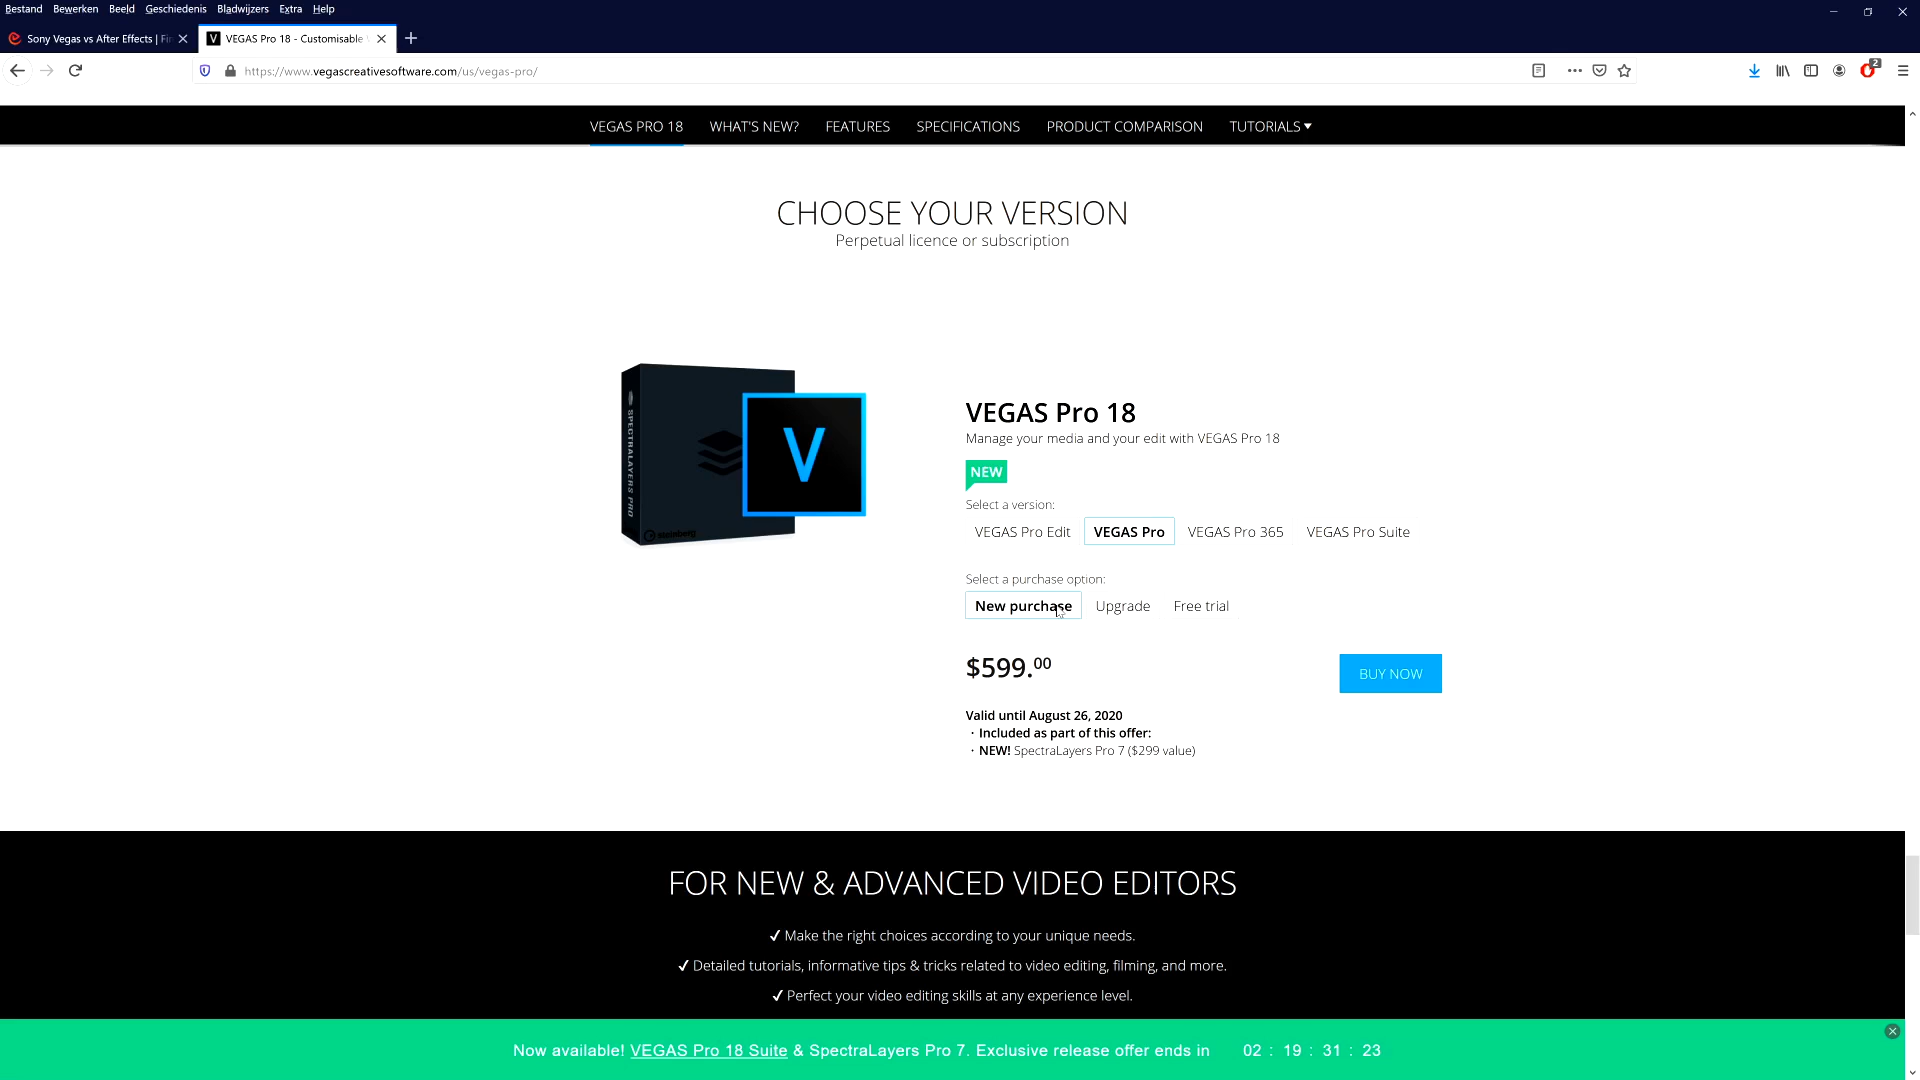 Bestand Bewerken Beeld Geschiedenis Bladwijzers Extra Help
Sony Vegas vs After Effects | Fi
VEGAS Pro 18 - Customisable
https://www.vegascreativesoftware.com/us/vegas-pro/
2
VEGAS PRO 18 WHAT'S NEW? FEATURES SPECIFICATIONS PRODUCT COMPARISON TUTORIALS
CHOOSE YOUR VERSION
Perpetual licence or subscription
SPECTRALAYERS PRO
steinberg
V
VEGAS Pro 18
Manage your media and your edit with VEGAS Pro 18
NEW
Select a version:
VEGAS Pro Edit VEGAS Pro VEGAS Pro 365 VEGAS Pro Suite
Select a purchase option:
New purchase Upgrade Free trial
$599.00
BUY NOW
Valid until August 26, 2020
· Included as part of this offer:
· NEW! SpectraLayers Pro 7 ($299 value)
FOR NEW & ADVANCED VIDEO EDITORS
✓ Make the right choices according to your unique needs.
✓ Detailed tutorials, informative tips & tricks related to video editing, filming, and more.
✓ Perfect your video editing skills at any experience level.
Now available! VEGAS Pro 18 Suite & SpectraLayers Pro 7. Exclusive release offer ends in 02 : 19 : 31 : 23